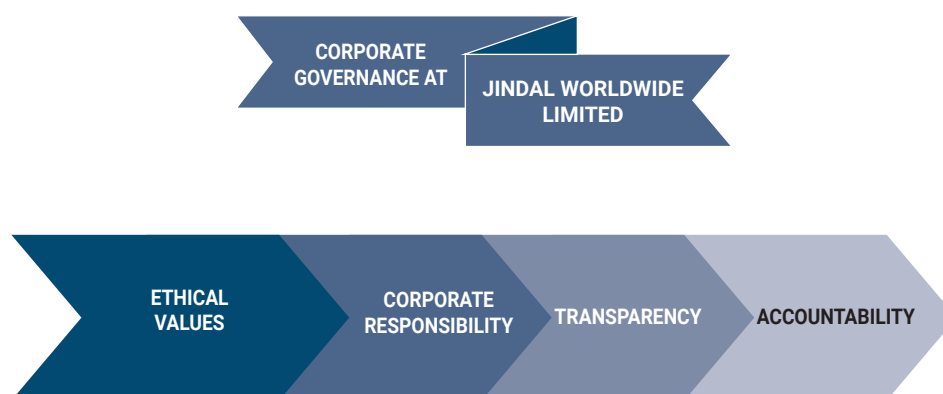 CORPORATE
GOVERNANCE AT
JINDAL WORLDWIDE
LIMITED
ETHICAL
VALUES
CORPORATE
RESPONSIBILITY
TRANSPARENCY
ACCOUNTABILITY